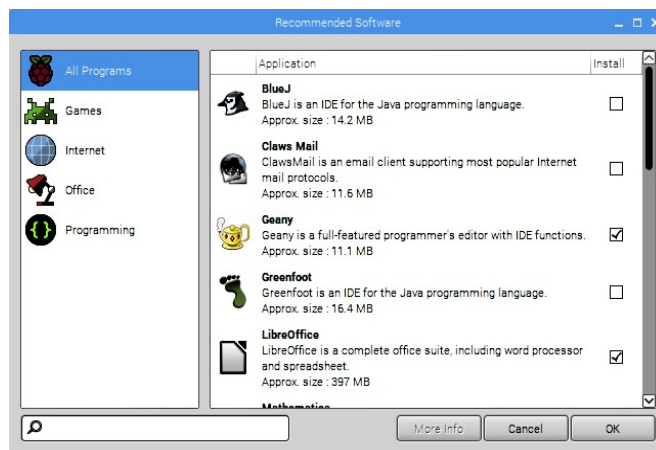 Recommended Software
All Programs
Games
Internet
Office
Programming
Application
Install
BlueJ
BlueJ is an IDE for the Java programming language.
Approx. size : 14.2 MB
Claws Mail
ClawsMail is an email client supporting most popular Internet
mail protocols.
Approx. size : 11.6 MB
Geany
Geany is a full-featured programmer's editor with IDE functions.
Approx. size : 11.1 MB
Greenfoot
Greenfoot is an IDE for the Java programming language.
Approx. size : 16.4 MB
LibreOffice
LibreOffice is a complete office suite, including word processor
and spreadsheet.
Approx. size : 397 MB
Mathematica
More Info
Cancel
OK